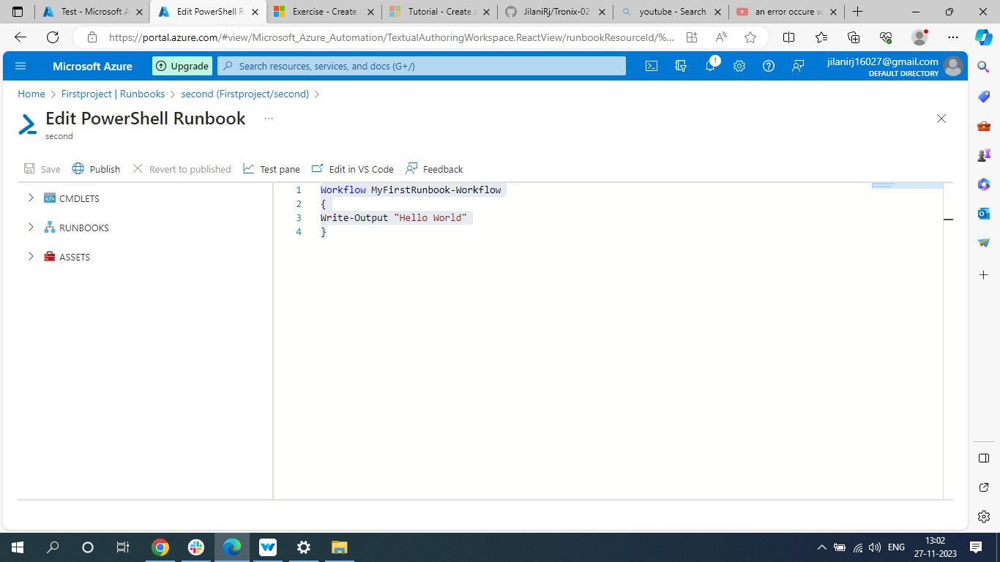 Test - Microsoft A
Edit PowerShell R
Exercise - Create
Tutorial - Create a
JilaniRj/Tronix-02
youtube - Search
an error occure w
https://portal.azure.com/#view/Microsoft_Azure_Automation/TextualAuthoringWorkspace.ReactView/runbookResourceId/%...
Microsoft Azure
Upgrade
Search resources, services, and docs (G+/)
1
jilanirj16027@gmail.com
DEFAULT DIRECTORY
Home > Firstproject | Runbooks > second (Firstproject/second) >
Edit PowerShell Runbook ...
second
Save Publish Revert to published Test pane Edit in VS Code Feedback
CMDLETS
RUNBOOKS
ASSETS
1 Workflow MyFirstRunbook-Workflow
2 {
3 Write-Output "Hello World"
4 }
ENG
13:02
27-11-2023